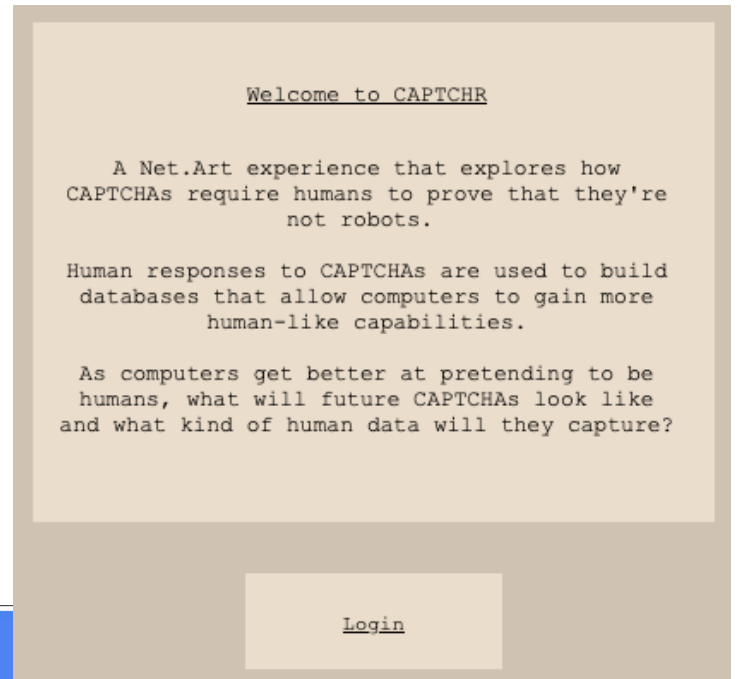 Welcome to CAPTCHR
A Net.Art experience that explores how
CAPTCHAs require humans to prove that they're
not robots.
Human responses to CAPTCHAs are used to build
databases that allow computers to gain more
human-like capabilities.
As computers get better at pretending to be
humans, what will future CAPTCHAs look like
and what kind of human data will they capture?
Login